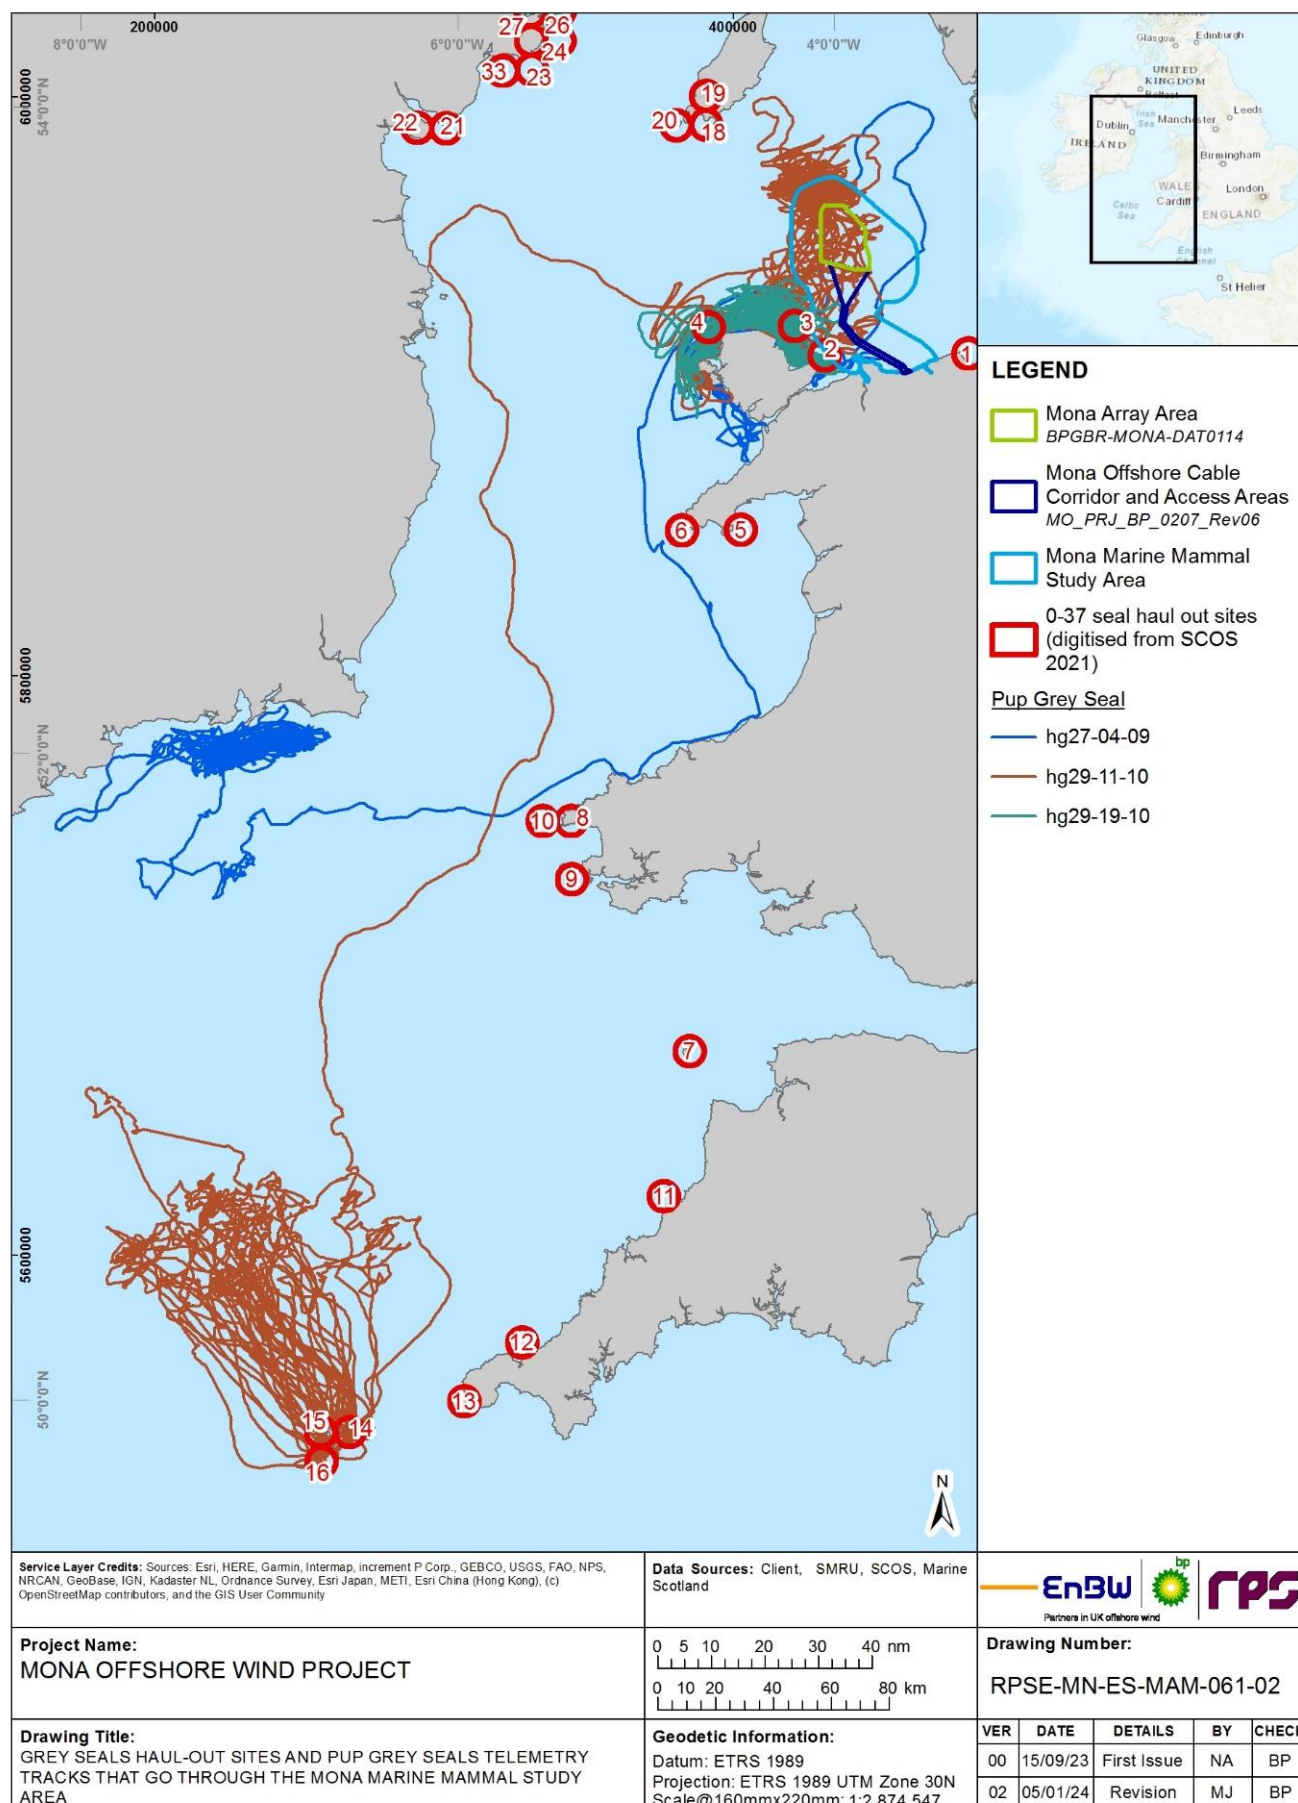 200000
400000
8°0'0"W
6°0'0"W
4°0'0"W
6000000
54°0'0"N
5800000
52°0'0"N
5600000
50°0'0"N
27
26
24
33
23
22
21
19
20
18
4
3
2
1
6
5
10
8
9
7
11
12
13
15
14
16
N
Glasgow
Edinburgh
UNITED
KINGDOM
Belfast
Irish
Sea
Leeds
Manchester
Dublin
IRELAND
Birmingham
WALES
Cardiff
London
ENGLAND
Celtic
Sea
English
Channel
St Helier
LEGEND
Mona Array Area
BPGBR-MONA-DAT0114
Mona Offshore Cable
Corridor and Access Areas
MO_PRJ_BP_0207_Rev06
Mona Marine Mammal
Study Area
0-37 seal haul out sites
(digitised from SCOS
2021)
Pup Grey Seal
hg27-04-09
hg29-11-10
hg29-19-10
Service Layer Credits: Sources: Esri, HERE, Garmin, Intermap, increment P Corp., GEBCO, USGS, FAO, NPS,
NRCAN, GeoBase, IGN, Kadaster NL, Ordnance Survey, Esri Japan, METI, Esri China (Hong Kong), (c)
OpenStreetMap contributors, and the GIS User Community
Data Sources: Client, SMRU, SCOS, Marine
Scotland
EnBW
bp
rps
Partners in UK offshore wind
Project Name:
MONA OFFSHORE WIND PROJECT
0 5 10 20 30 40 nm
0 10 20 40 60 80 km
Drawing Number:
RPSE-MN-ES-MAM-061-02
Drawing Title:
GREY SEALS HAUL-OUT SITES AND PUP GREY SEALS TELEMETRY
TRACKS THAT GO THROUGH THE MONA MARINE MAMMAL STUDY
AREA
Geodetic Information:
Datum: ETRS 1989
Projection: ETRS 1989 UTM Zone 30N
Scale@160mmx220mm: 1:2,874,547
VER DATE DETAILS BY CHECK
00 15/09/23 First Issue NA BP
02 05/01/24 Revision MJ BP